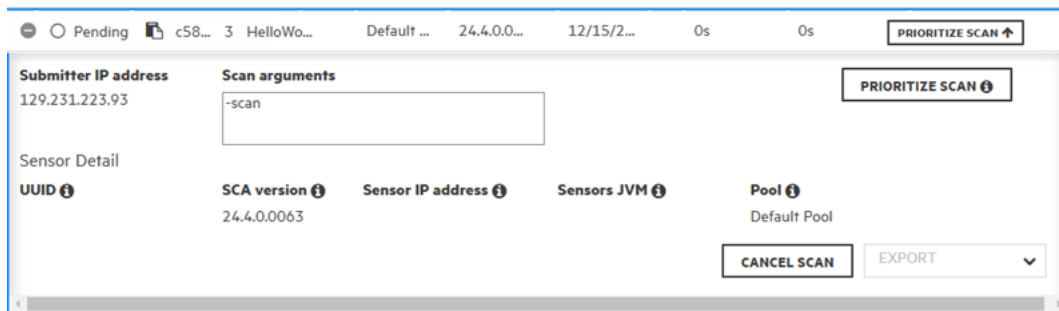 Pending c58... 3 HelloWo... Default ... 24.4.0.0... 12/15/2... 0s 0s PRIORITIZE SCAN
Submitter IP address Scan arguments PRIORITIZE SCAN
129.231.223.93 -scan
Sensor Detail
UUID SCA version Sensor IP address Sensors JVM Pool
24.4.0.0063 Default Pool
CANCEL SCAN EXPORT